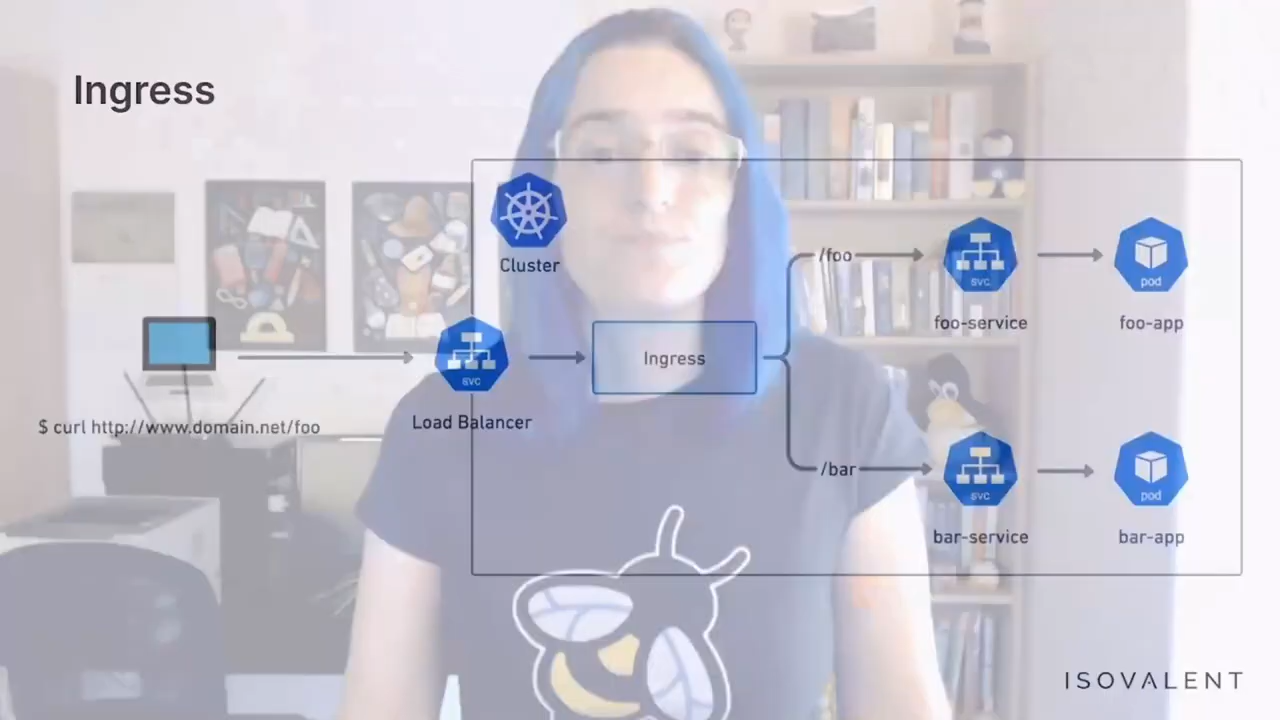 Ingress
Cluster
/foo
svc
pod
foo-service
foo-app
svc
Ingress
Load Balancer
$ curl http://www.domain.net/foo
/bar
svc
pod
bar-service
bar-app
ISOVALENT